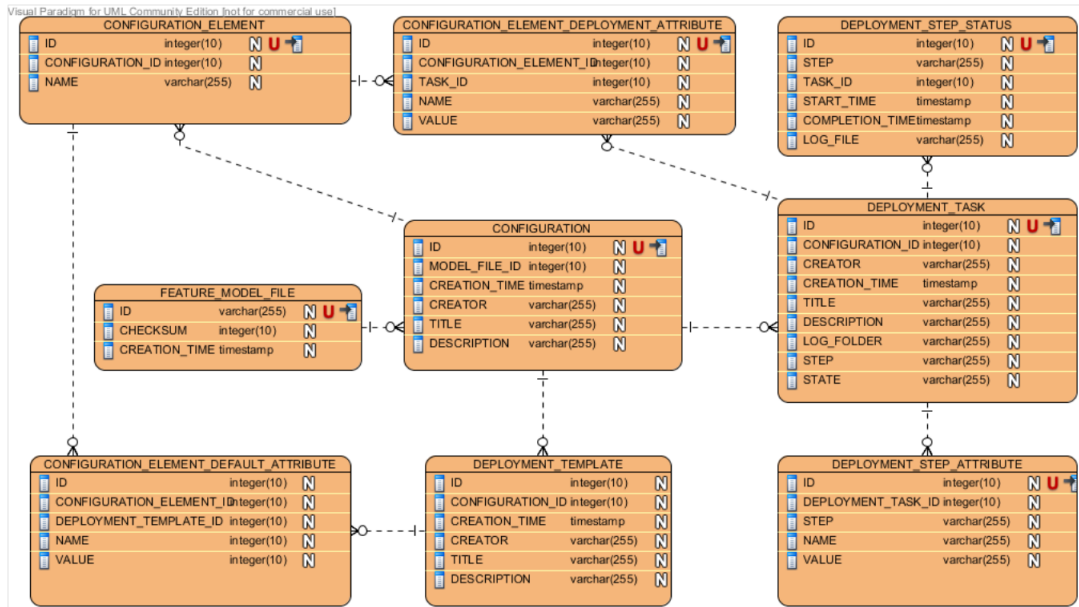 Visual Paradigm for UML Community Edition [not for commercial use]
CONFIGURATION_ELEMENT
ID integer(10) N U
CONFIGURATION_ID integer(10) N
NAME varchar(255) N
CONFIGURATION_ELEMENT_DEPLOYMENT_ATTRIBUTE
ID integer(10) N U
CONFIGURATION_ELEMENT_ID integer(10) N
TASK_ID integer(10) N
NAME varchar(255) N
VALUE varchar(255) N
DEPLOYMENT_STEP_STATUS
ID integer(10) N U
STEP varchar(255) N
TASK_ID integer(10) N
START_TIME timestamp N
COMPLETION_TIME timestamp N
LOG_FILE varchar(255) N
CONFIGURATION
ID integer(10) N U
MODEL_FILE_ID integer(10) N
CREATION_TIME timestamp N
CREATOR varchar(255) N
TITLE varchar(255) N
DESCRIPTION varchar(255) N
DEPLOYMENT_TASK
ID integer(10) N U
CONFIGURATION_ID integer(10) N
CREATOR varchar(255) N
CREATION_TIME timestamp N
TITLE varchar(255) N
DESCRIPTION varchar(255) N
LOG_FOLDER varchar(255) N
STEP varchar(255) N
STATE varchar(255) N
FEATURE_MODEL_FILE
ID varchar(255) N U
CHECKSUM integer(10) N
CREATION_TIME timestamp N
CONFIGURATION_ELEMENT_DEFAULT_ATTRIBUTE
ID integer(10) N
CONFIGURATION_ELEMENT_ID integer(10) N
DEPLOYMENT_TEMPLATE_ID integer(10) N
NAME integer(10) N
VALUE integer(10) N
DEPLOYMENT_TEMPLATE
ID integer(10) N
CONFIGURATION_ID integer(10) N
CREATION_TIME timestamp N
CREATOR varchar(255) N
TITLE varchar(255) N
DESCRIPTION varchar(255) N
DEPLOYMENT_STEP_ATTRIBUTE
ID integer(10) N U
DEPLOYMENT_TASK_ID integer(10) N
STEP varchar(255) N
NAME varchar(255) N
VALUE varchar(255) N